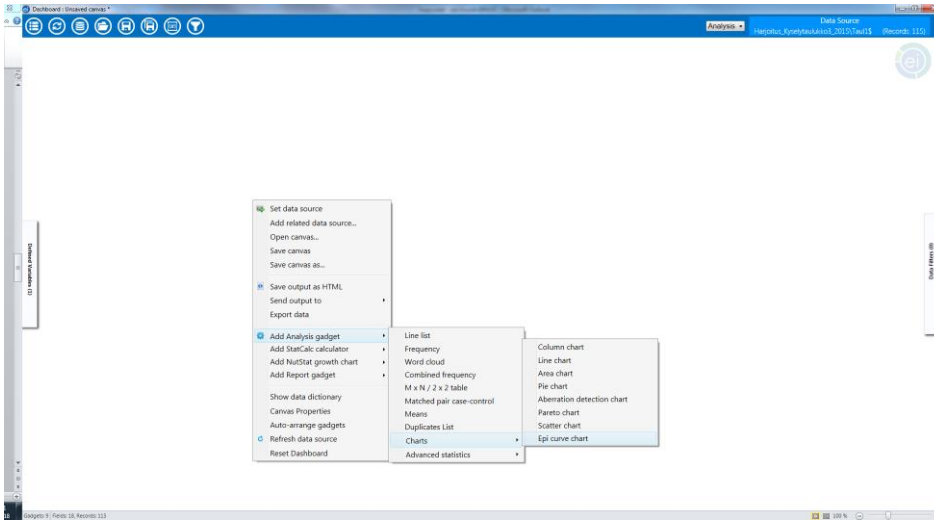 Dashboard : Unsaved canvas *
Analysis
Data Source
Harjoitus_Kyselytaulukko3_2015\Taul1$ (Records: 115)
ei
Defined Variables (1)
Data Filters (0)
Set data source
Add related data source...
Open canvas...
Save canvas
Save canvas as...
Save output as HTML
Send output to
Export data
Add Analysis gadget
Add StatCalc calculator
Add NutStat growth chart
Add Report gadget
Show data dictionary
Canvas Properties
Auto-arrange gadgets
Refresh data source
Reset Dashboard
Line list
Frequency
Word cloud
Combined frequency
M x N / 2 x 2 table
Matched pair case-control
Means
Duplicates List
Charts
Advanced statistics
Column chart
Line chart
Area chart
Pie chart
Aberration detection chart
Pareto chart
Scatter chart
Epi curve chart
Gadgets: 9 Fields: 18, Records: 115
100 %